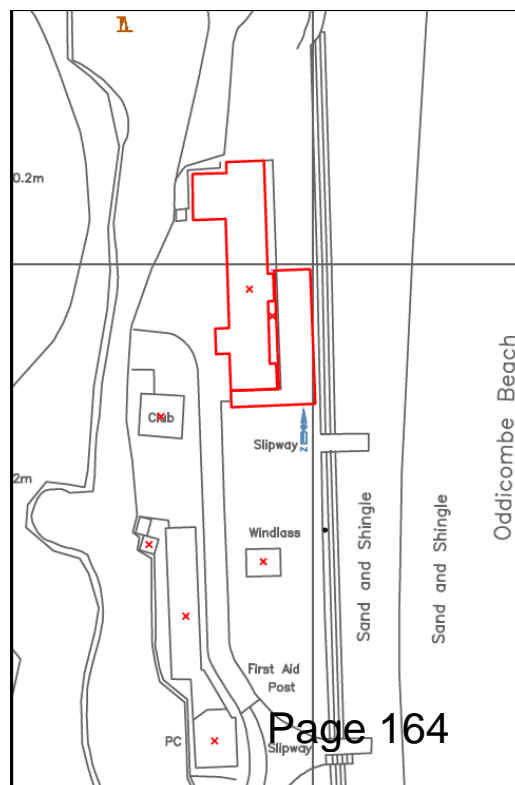 0.2m
Oddicombe Beach
Club
2m
Slipway
Sand and Shingle
Sand and Shingle
Windlass
First Aid
Post
Page 164
PC
Slipway